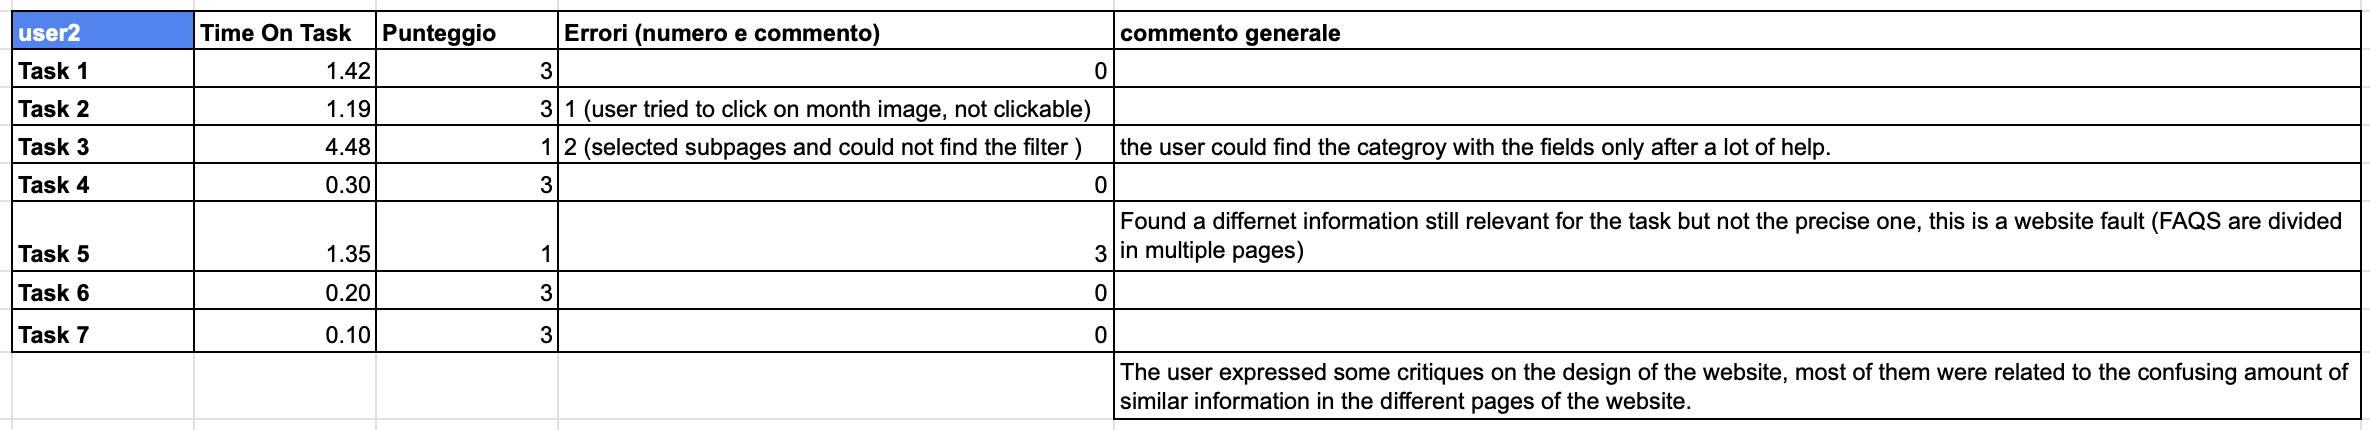 user2 Time On Task Punteggio Errori (numero e commento) commento generale
Task 1 1.42 3 0
Task 2 1.19 3 1 (user tried to click on month image, not clickable)
Task 3 4.48 1 2 (selected subpages and could not find the filter ) the user could find the categroy with the fields only after a lot of help.
Task 4 0.30 3 0
Found a differnet information still relevant for the task but not the precise one, this is a website fault (FAQS are divided
Task 5 1.35 1 3 in multiple pages)
Task 6 0.20 3 0
Task 7 0.10 3 0
The user expressed some critiques on the design of the website, most of them were related to the confusing amount of
similar information in the different pages of the website.